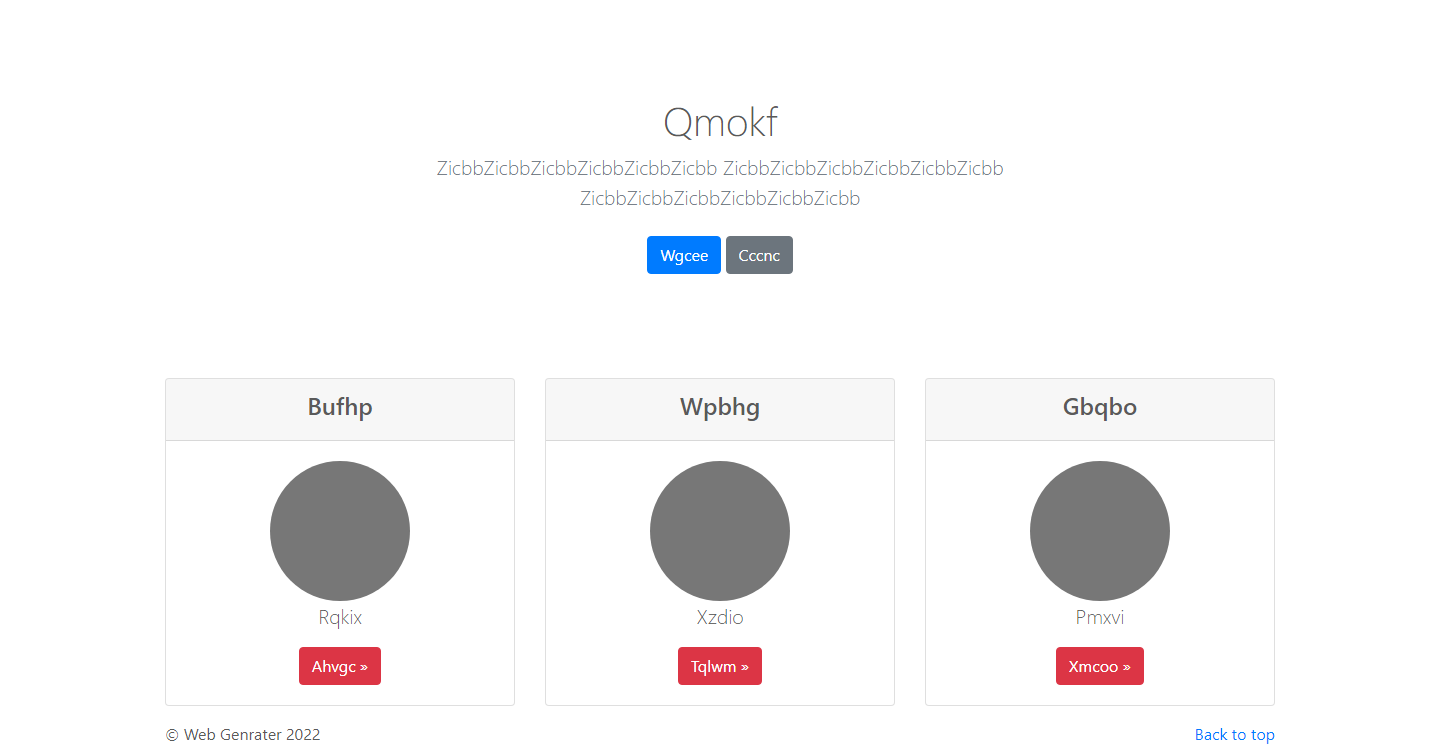 Qmokf
ZicbbZicbbZicbbZicbbZicbbZicbb ZicbbZicbbZicbbZicbbZicbbZicbb
ZicbbZicbbZicbbZicbbZicbbZicbb
Wgcee Cccnc
Bufhp Wpbhg Gbqbo
Rqkix Xzdio Pmxvi
Ahvgc » Tqlwm » Xmcoo »
© Web Genrater 2022 Back to top